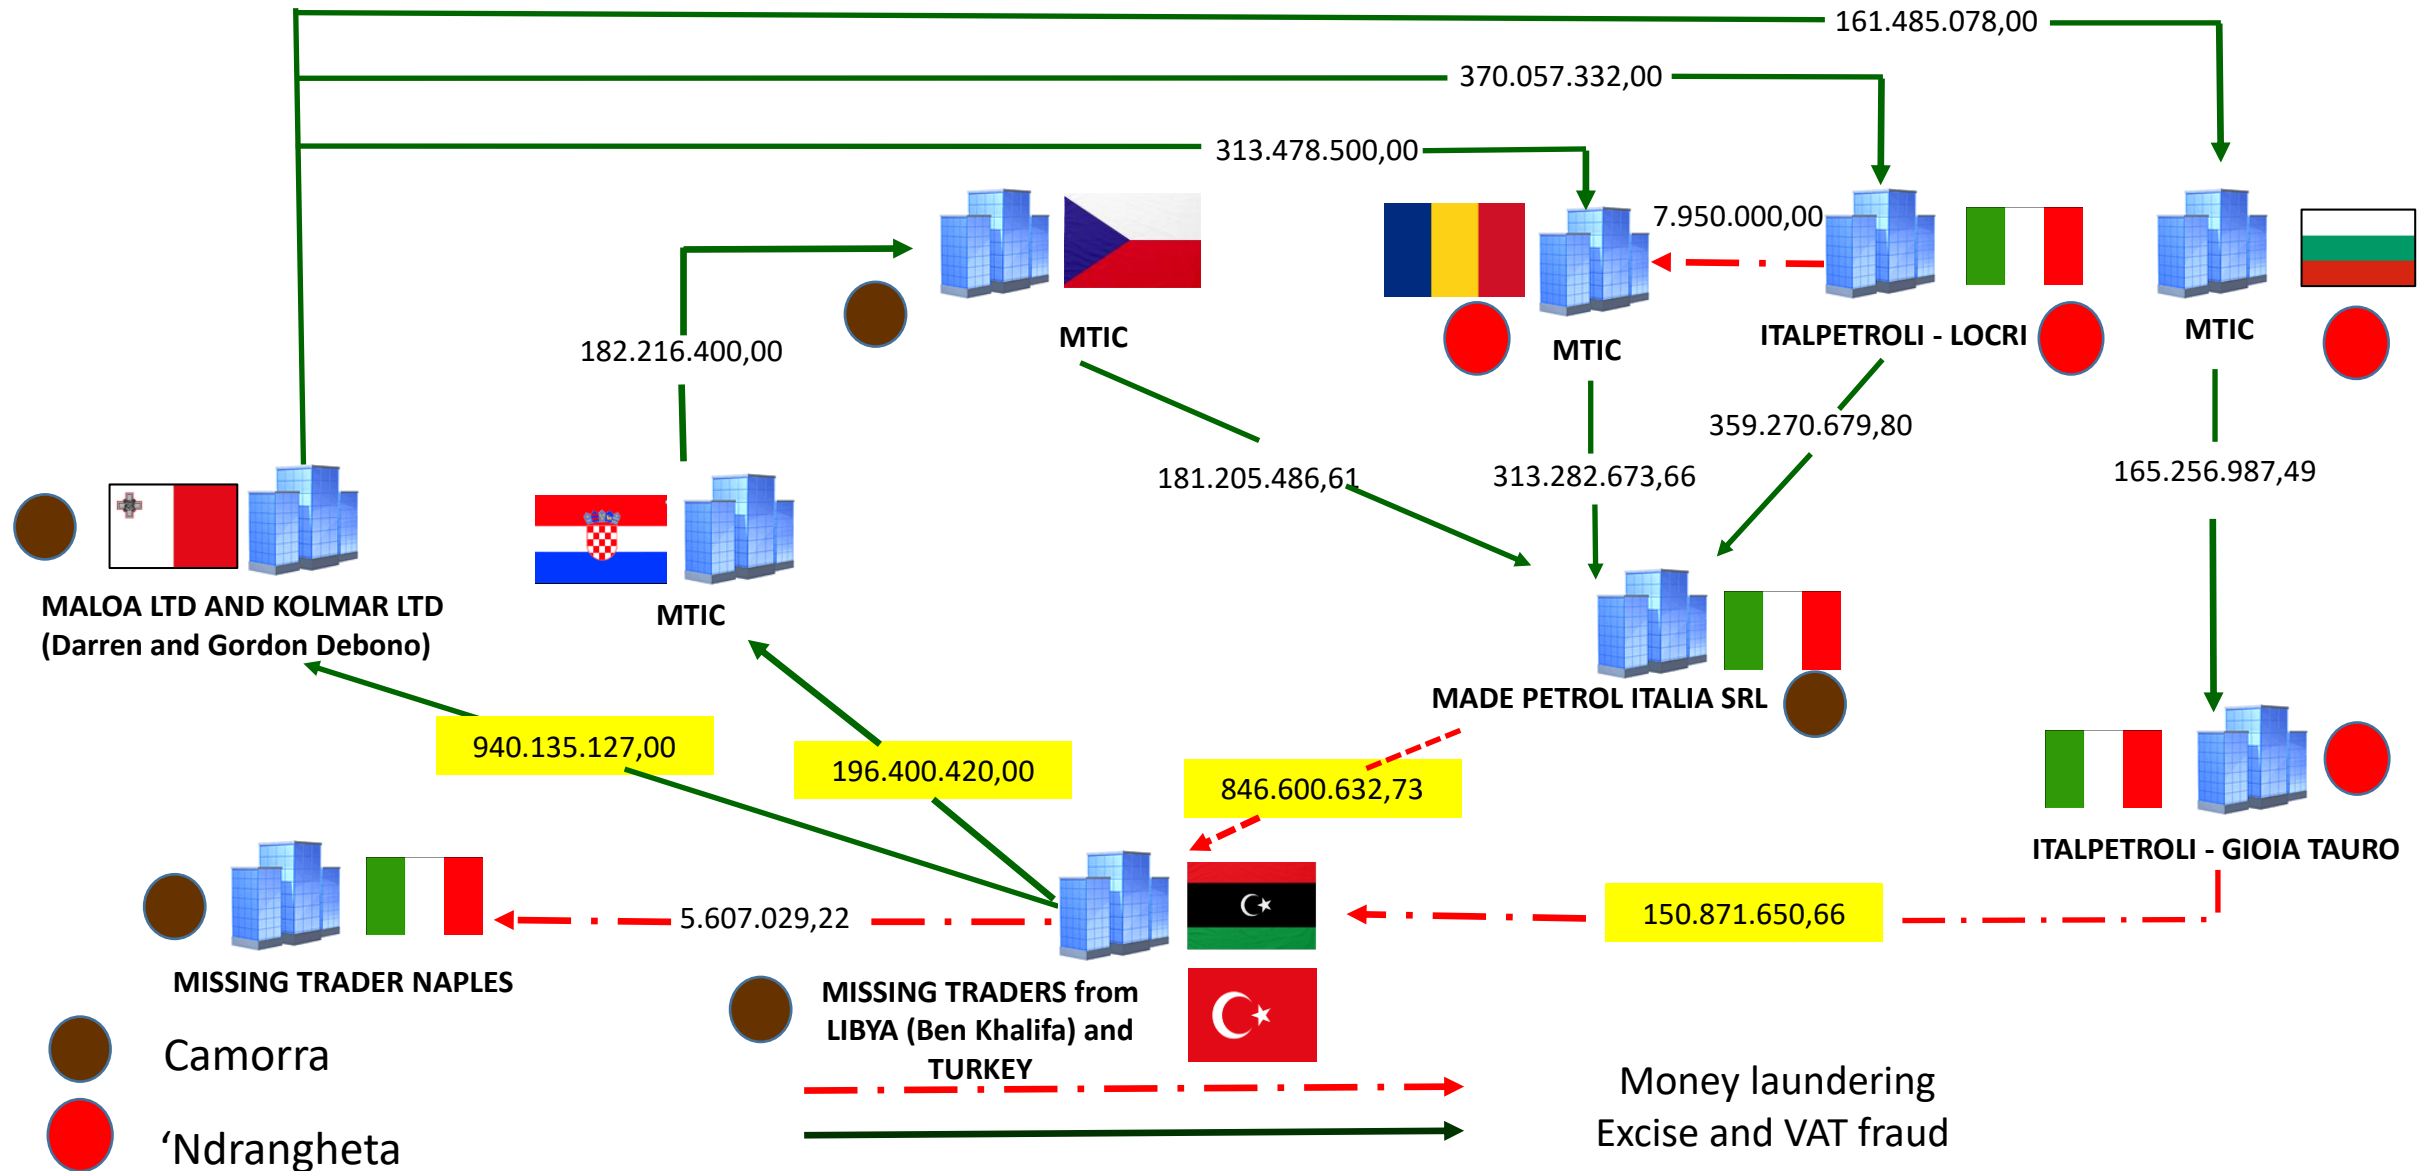 161.485.078,00
370.057.332,00
313.478.500,00
7.950.000,00
182.216.400,00
MTIC
MTIC
ITALPETROLI - LOCRI
MTIC
359.270.679,80
181.205.486,61
313.282.673,66
165.256.987,49
MALOA LTD AND KOLMAR LTD
(Darren and Gordon Debono)
MTIC
MADE PETROL ITALIA SRL
940.135.127,00
196.400.420,00
846.600.632,73
ITALPETROLI - GIOIA TAURO
5.607.029,22
150.871.650,66
MISSING TRADER NAPLES
MISSING TRADERS from
LIBYA (Ben Khalifa) and
TURKEY
Camorra
‘Ndrangheta
Money laundering
Excise and VAT fraud